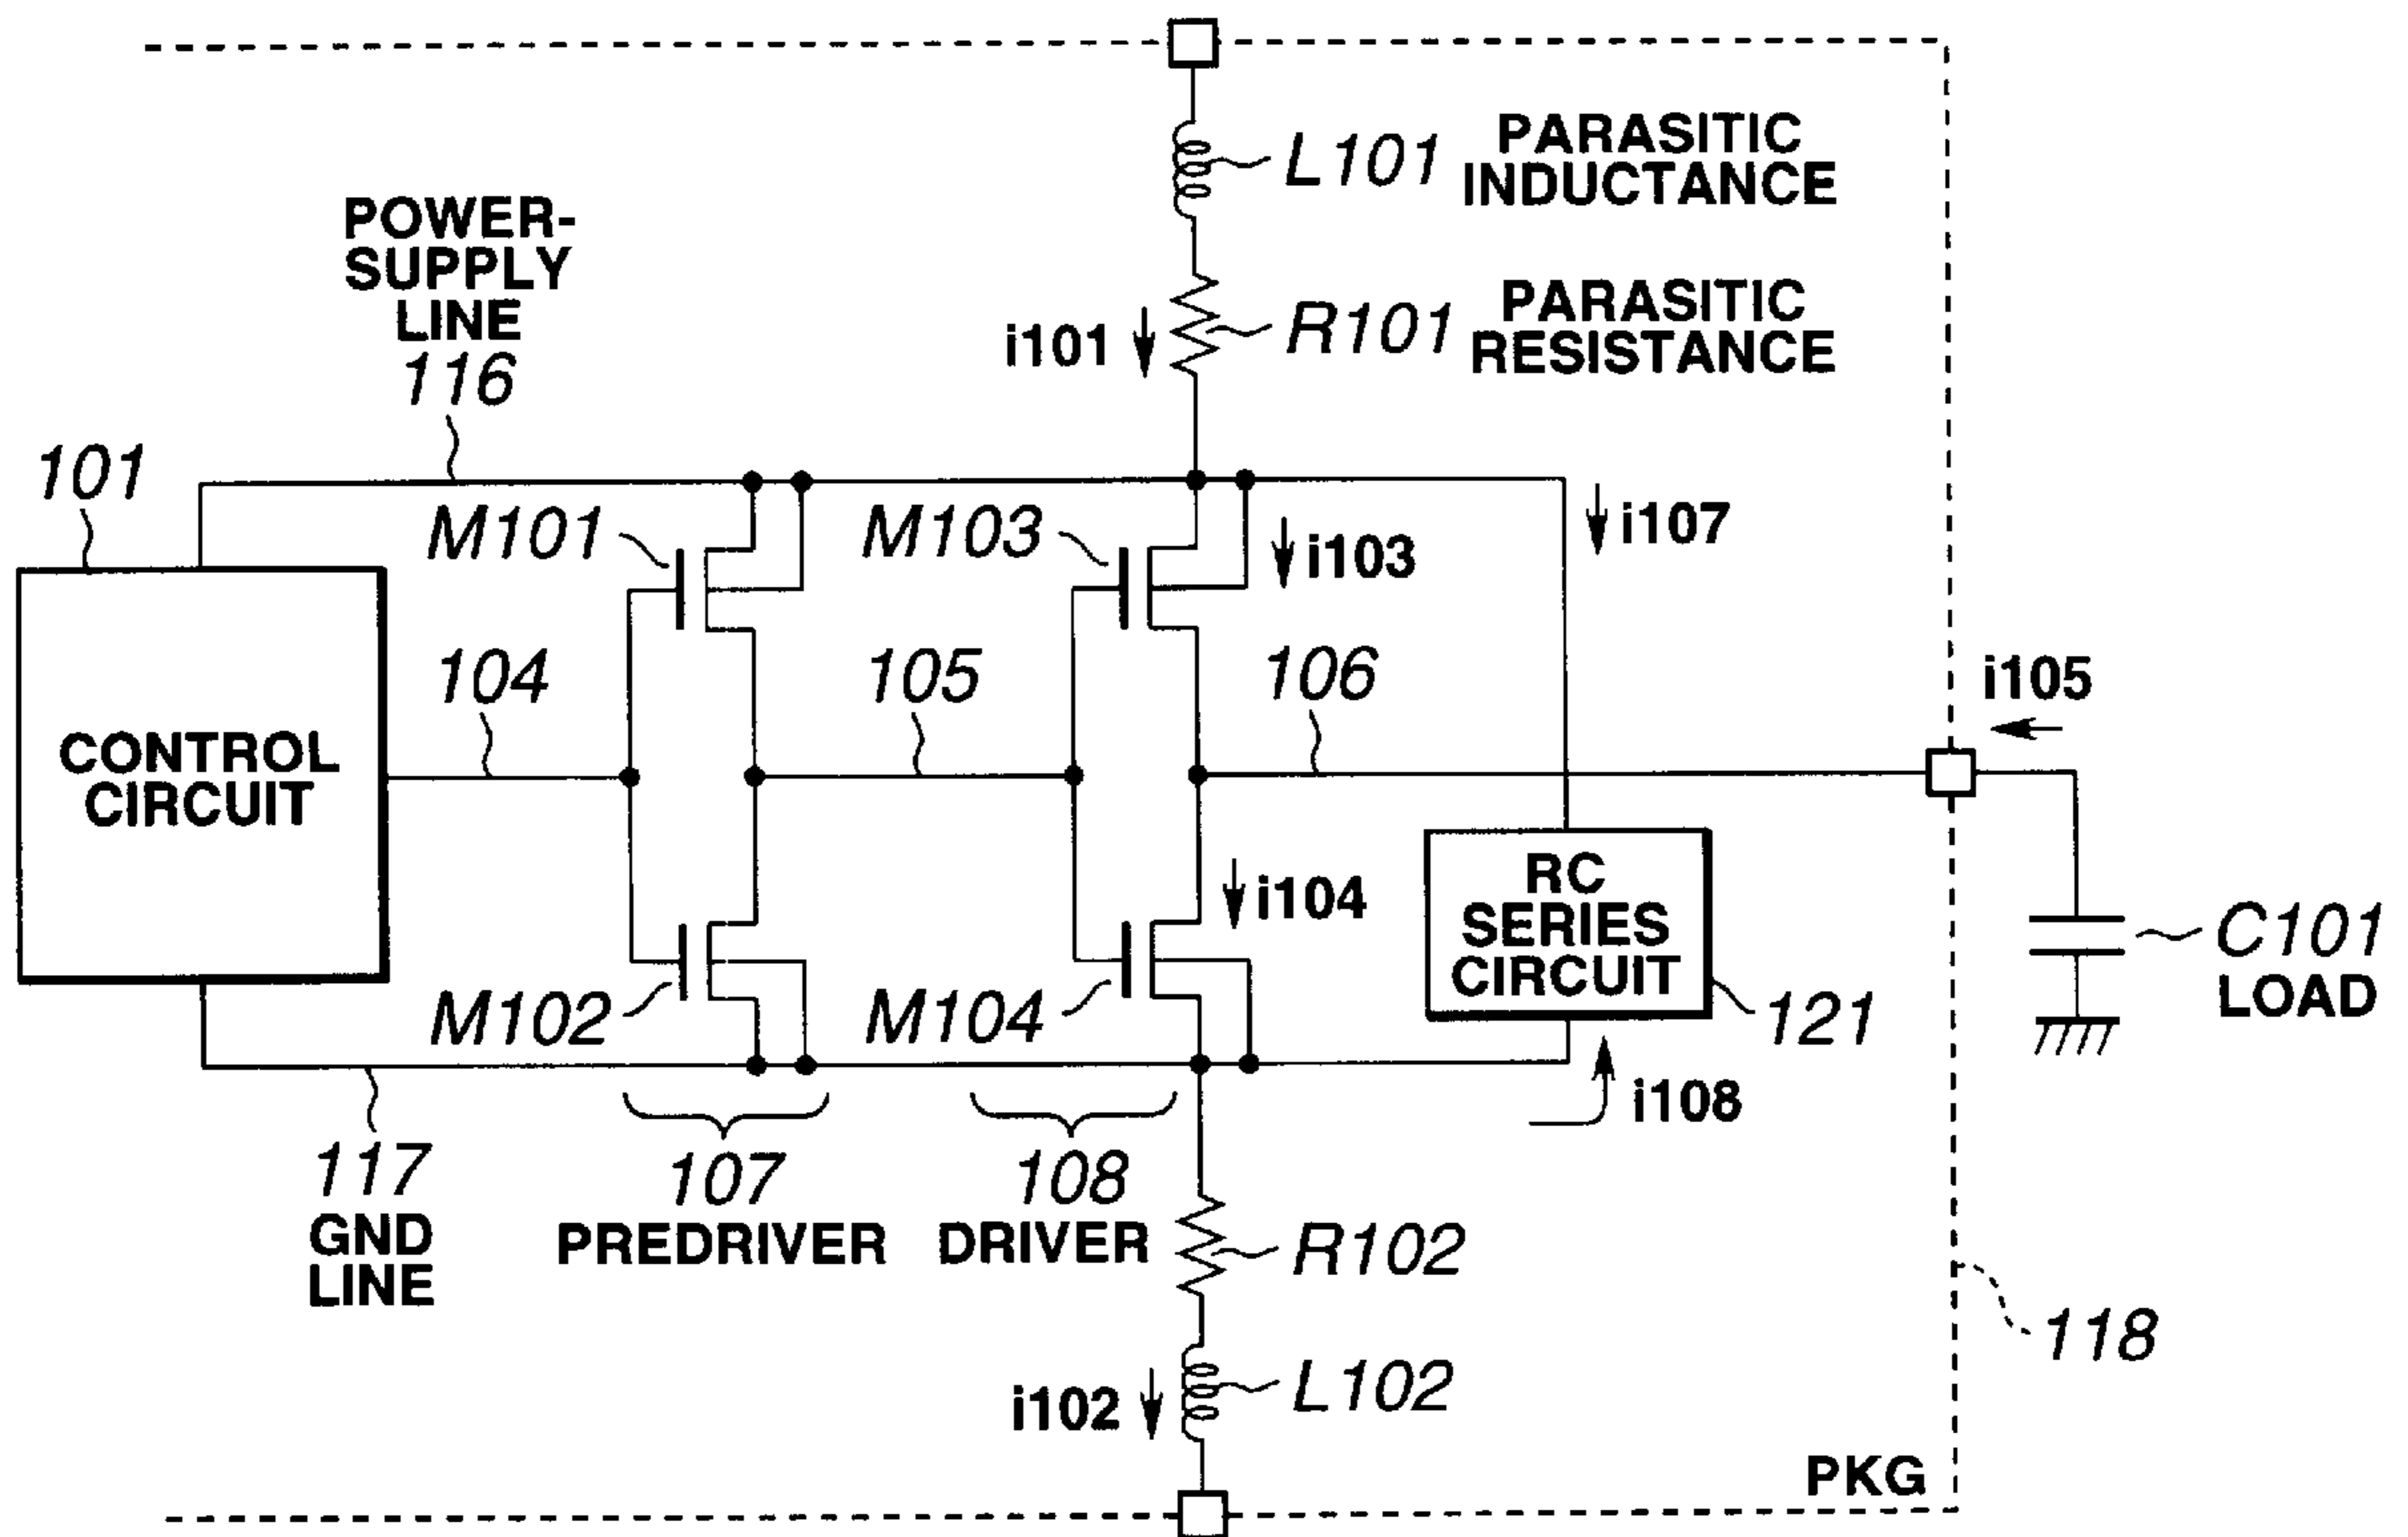 L101
PARASITIC
INDUCTANCE
POWER-
SUPPLY
LINE
116
i101
R101
PARASITIC
RESISTANCE
101
M101
M103
i103
i107
104
105
106
i105
CONTROL
CIRCUIT
RC
SERIES
CIRCUIT
i104
C101
LOAD
M102
M104
121
i108
117
GND
LINE
107
PREDRIVER
108
DRIVER
R102
118
i102
L102
PKG